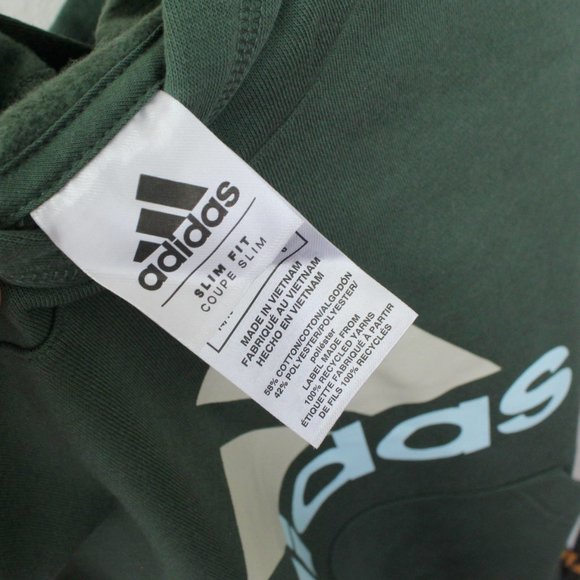 adidas
SLIM FIT
COUPE SLIM
MADE IN VIETNAM
FABRIQUÉ AU VIETNAM
HECHO EN VIETNAM
58% COTTON/COTON/ALGODÓN
42% POLYESTER/POLYESTER/
poliéster
LABEL MADE FROM
100% RECYCLED YARNS
ÉTIQUETTE FABRIQUÉ À PARTIR
DE FILS 100% RECYCLÉS
das